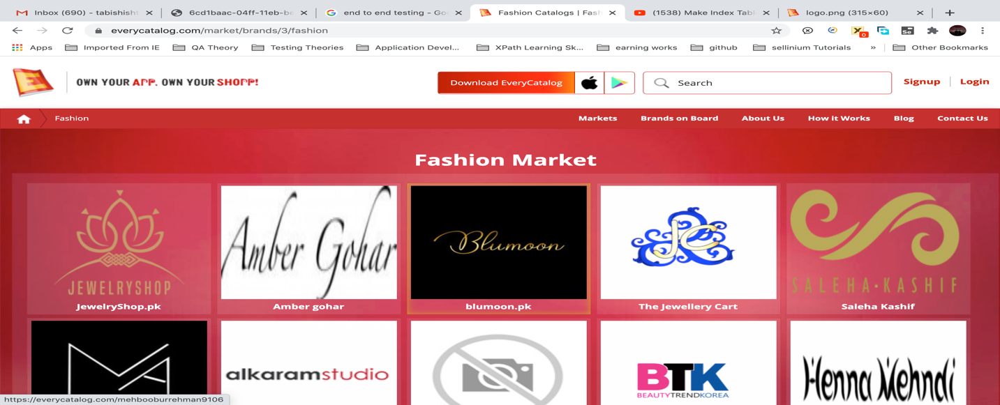 Inbox (690) - tabishisht
6cd1baac-04ff-11eb-be
end to end testing - Go
Fashion Catalogs | Fash
(1538) Make Index Tabl
logo.png (315×60)
everycatalog.com/market/brands/3/fashion
Apps
Imported From IE
QA Theory
Testing Theories
Application Devel...
XPath Learning Sk...
earning works
github
sellinium Tutorials
»
Other Bookmarks
OWN YOUR APP. OWN YOUR SHOPP!
Download EveryCatalog
Search
Signup
Login
Fashion
Markets
Brands on Board
About Us
How it Works
Blog
Contact Us
Fashion Market
JEWELRYSHOP
JewelryShop.pk
Amber Gohar
Amber gohar
Blumoon
blumoon.pk
JC
The Jewellery Cart
SALEHA·KASHIF
Saleha Kashif
alkaramstudio
BTK
BEAUTYTRENDKOREA
Henna Mehndi
https://everycatalog.com/mehbooburrehman9106